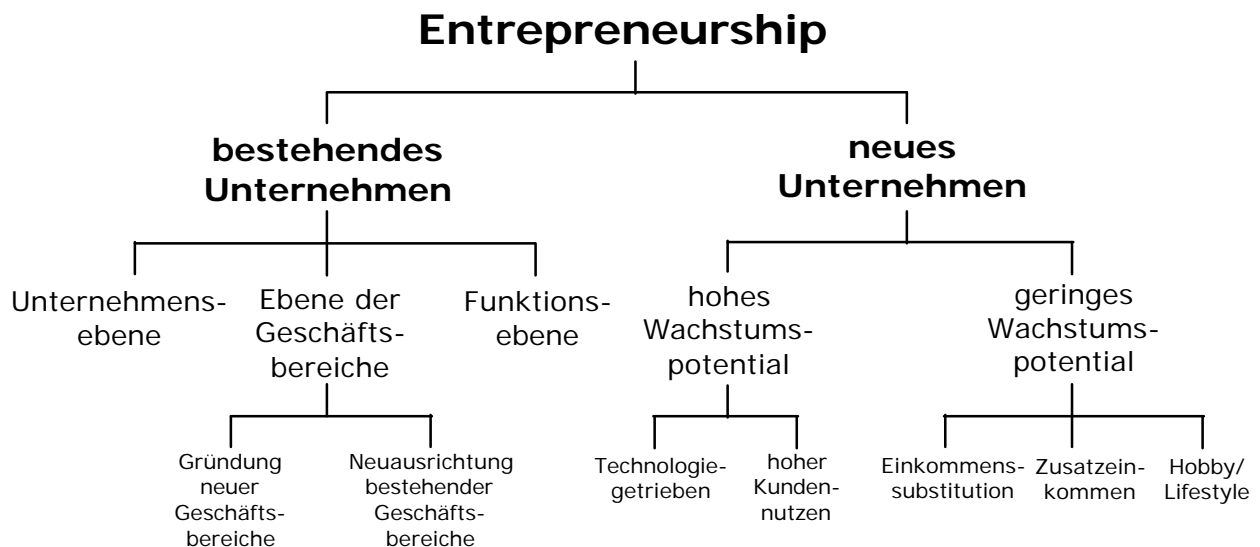 Entrepreneurship
bestehendes
Unternehmen
neues
Unternehmen
Unternehmens-
ebene
Ebene der
Geschäfts-
bereiche
Funktions-
ebene
hohes
Wachstums-
potential
geringes
Wachstums-
potential
Gründung
neuer
Geschäfts-
bereiche
Neuausrichtung
bestehender
Geschäfts-
bereiche
Technologie-
getrieben
hoher
Kunden-
nutzen
Einkommens-
substitution
Zusatzein-
kommen
Hobby/
Lifestyle